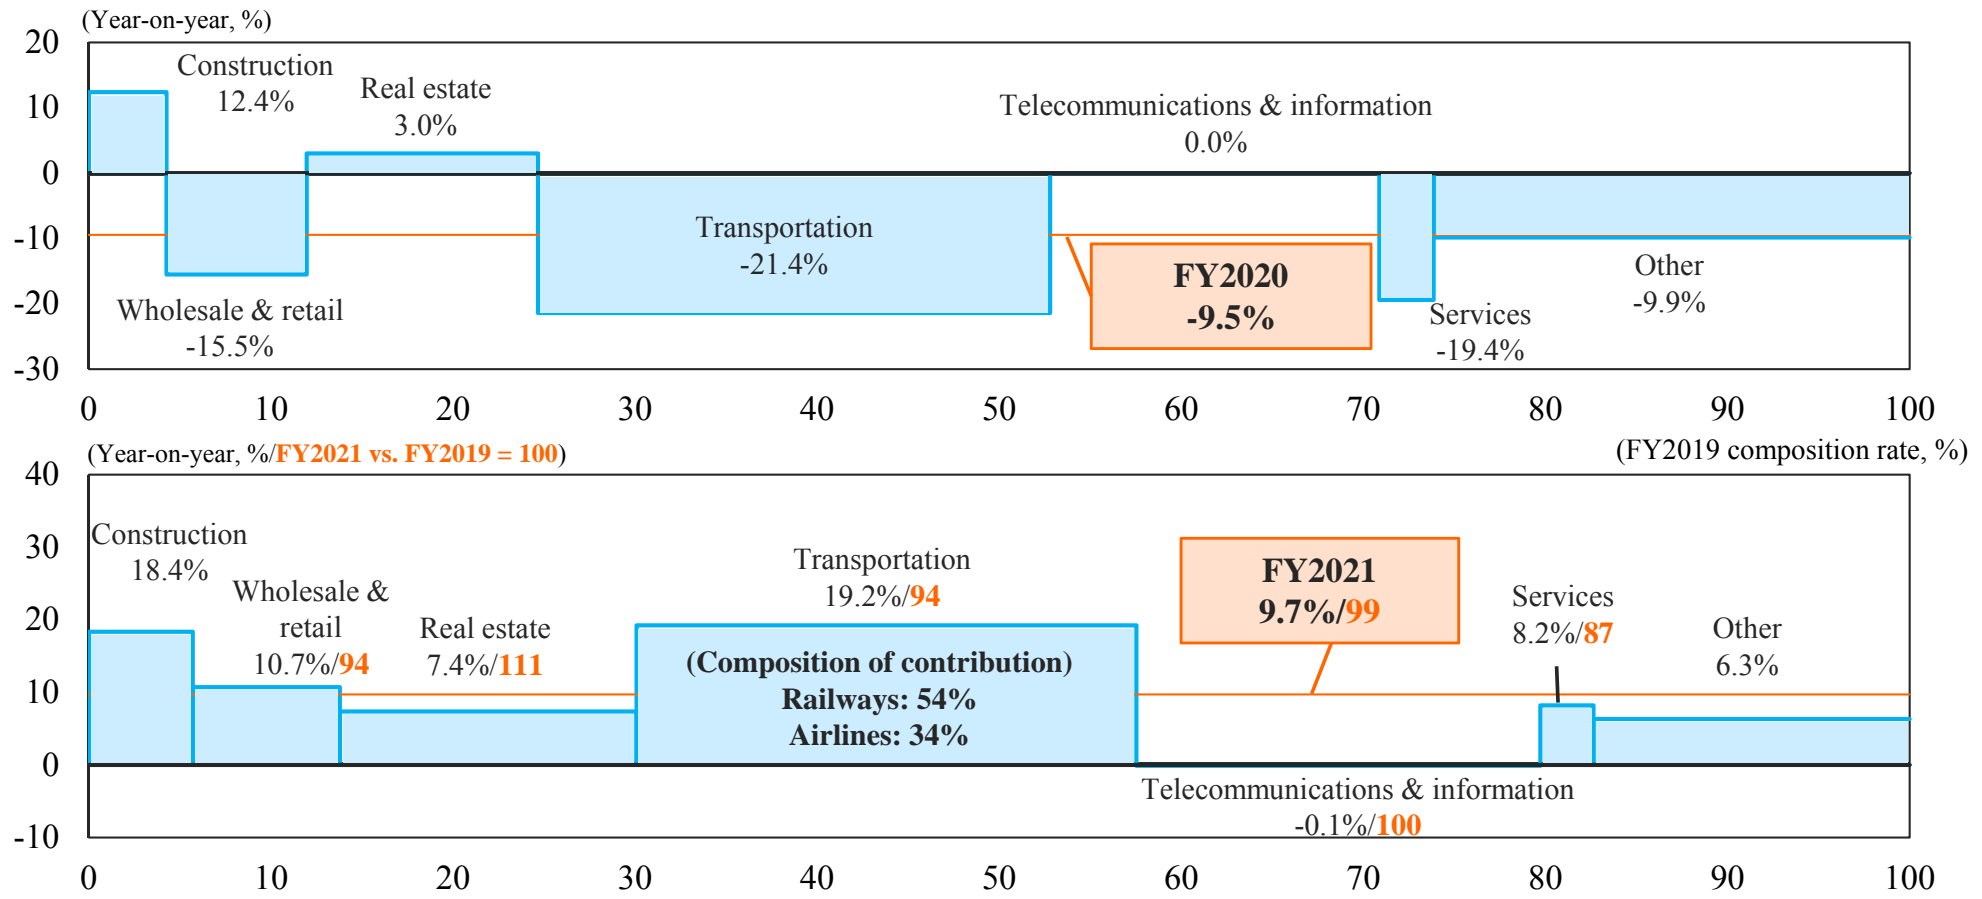 (Year-on-year, %)
20
10
0
-10
-20
-30
Construction
12.4%
Real estate
3.0%
Telecommunications & information
0.0%
Transportation
-21.4%
FY2020
-9.5%
Other
-9.9%
Wholesale & retail
-15.5%
Services
-19.4%
0 10 20 30 40 50 60 70 80 90 100
(Year-on-year, %/FY2021 vs. FY2019 = 100)
(FY2019 composition rate, %)
40
30
20
10
0
-10
Construction
18.4%
Wholesale &
retail
10.7%/94
Real estate
7.4%/111
Transportation
19.2%/94
(Composition of contribution)
Railways: 54%
Airlines: 34%
FY2021
9.7%/99
Services
8.2%/87
Other
6.3%
Telecommunications & information
-0.1%/100
0 10 20 30 40 50 60 70 80 90 100